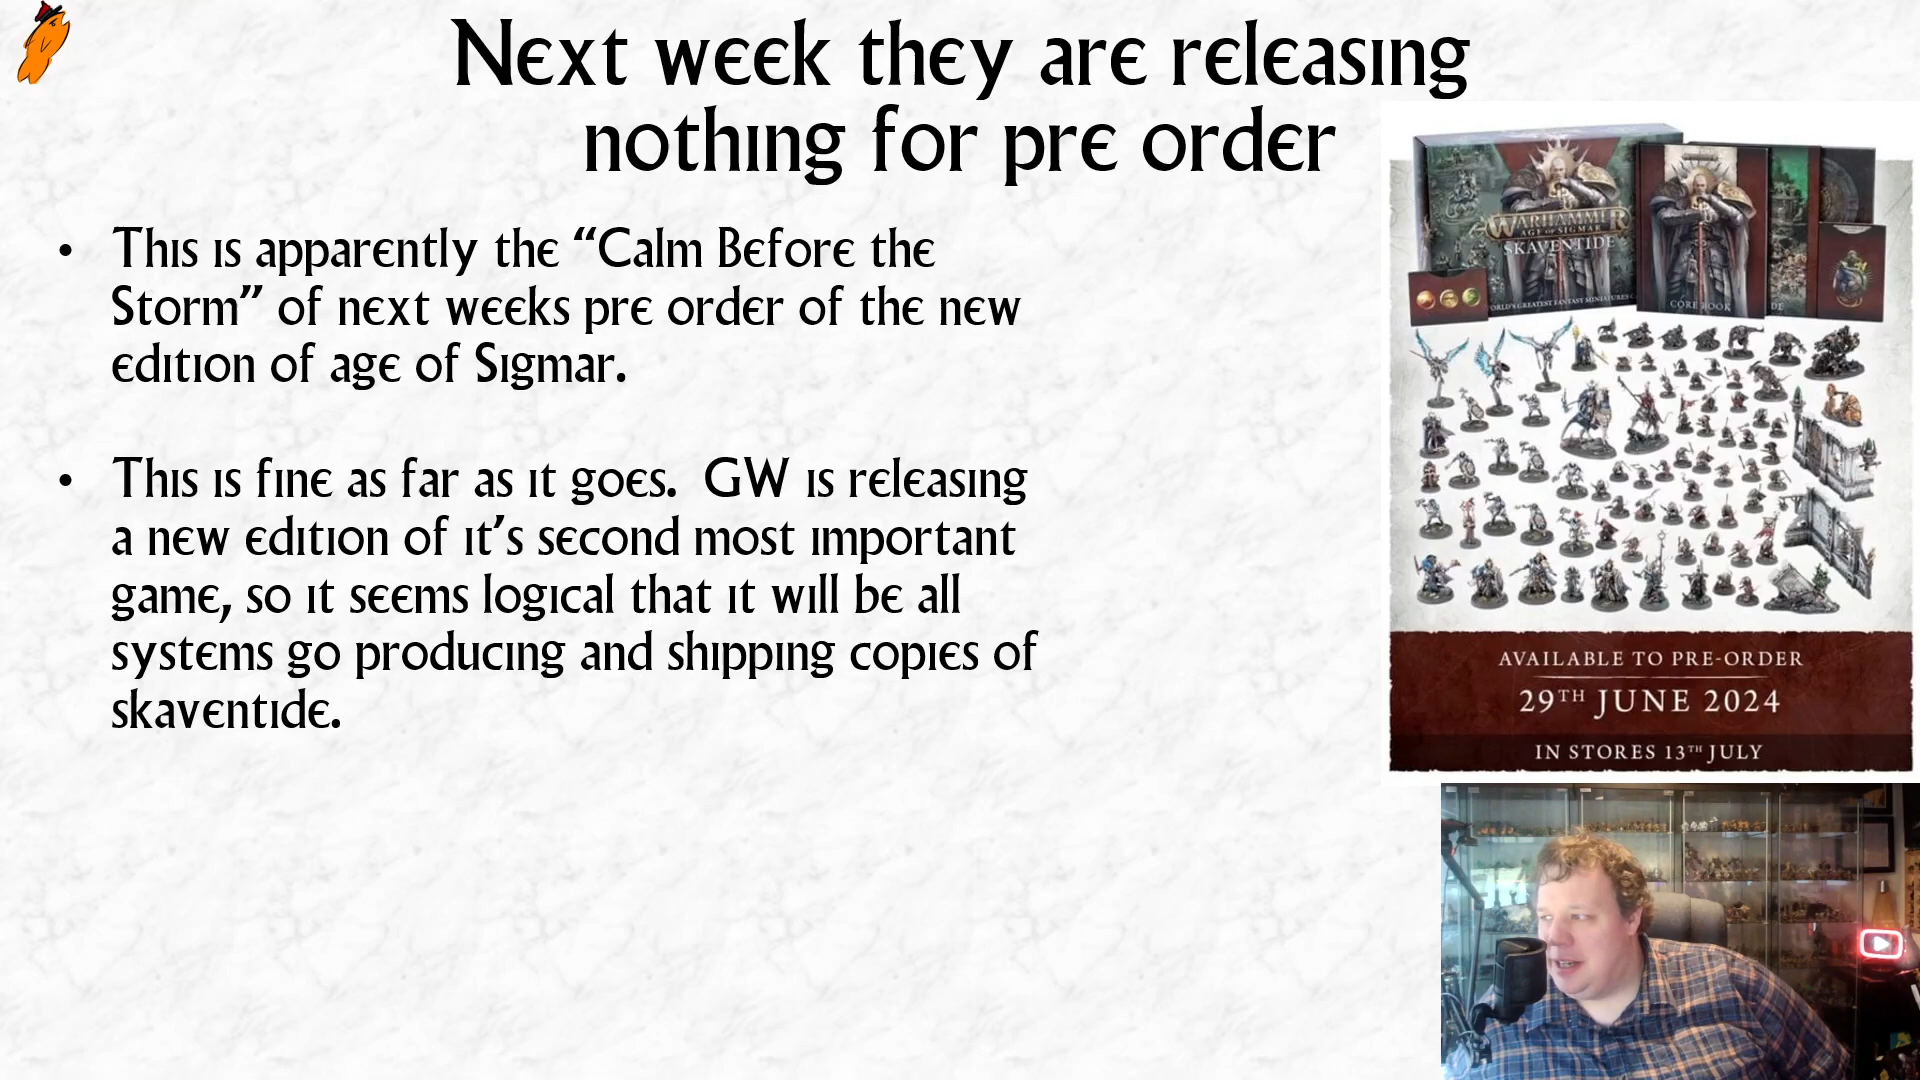 Next week they are releasing
nothing for pre order
• This is apparently the “Calm Before the
Storm” of next weeks pre order of the new
edition of age of Sigmar.
• This is fine as far as it goes. GW is releasing
a new edition of it’s second most important
game, so it seems logical that it will be all
systems go producing and shipping copies of
skaventide.
WARHAMMER
AGE OF SIGMAR
SKAVENTIDE
CORE BOOK
AVAILABLE TO PRE-ORDER
29TH JUNE 2024
IN STORES 13TH JULY